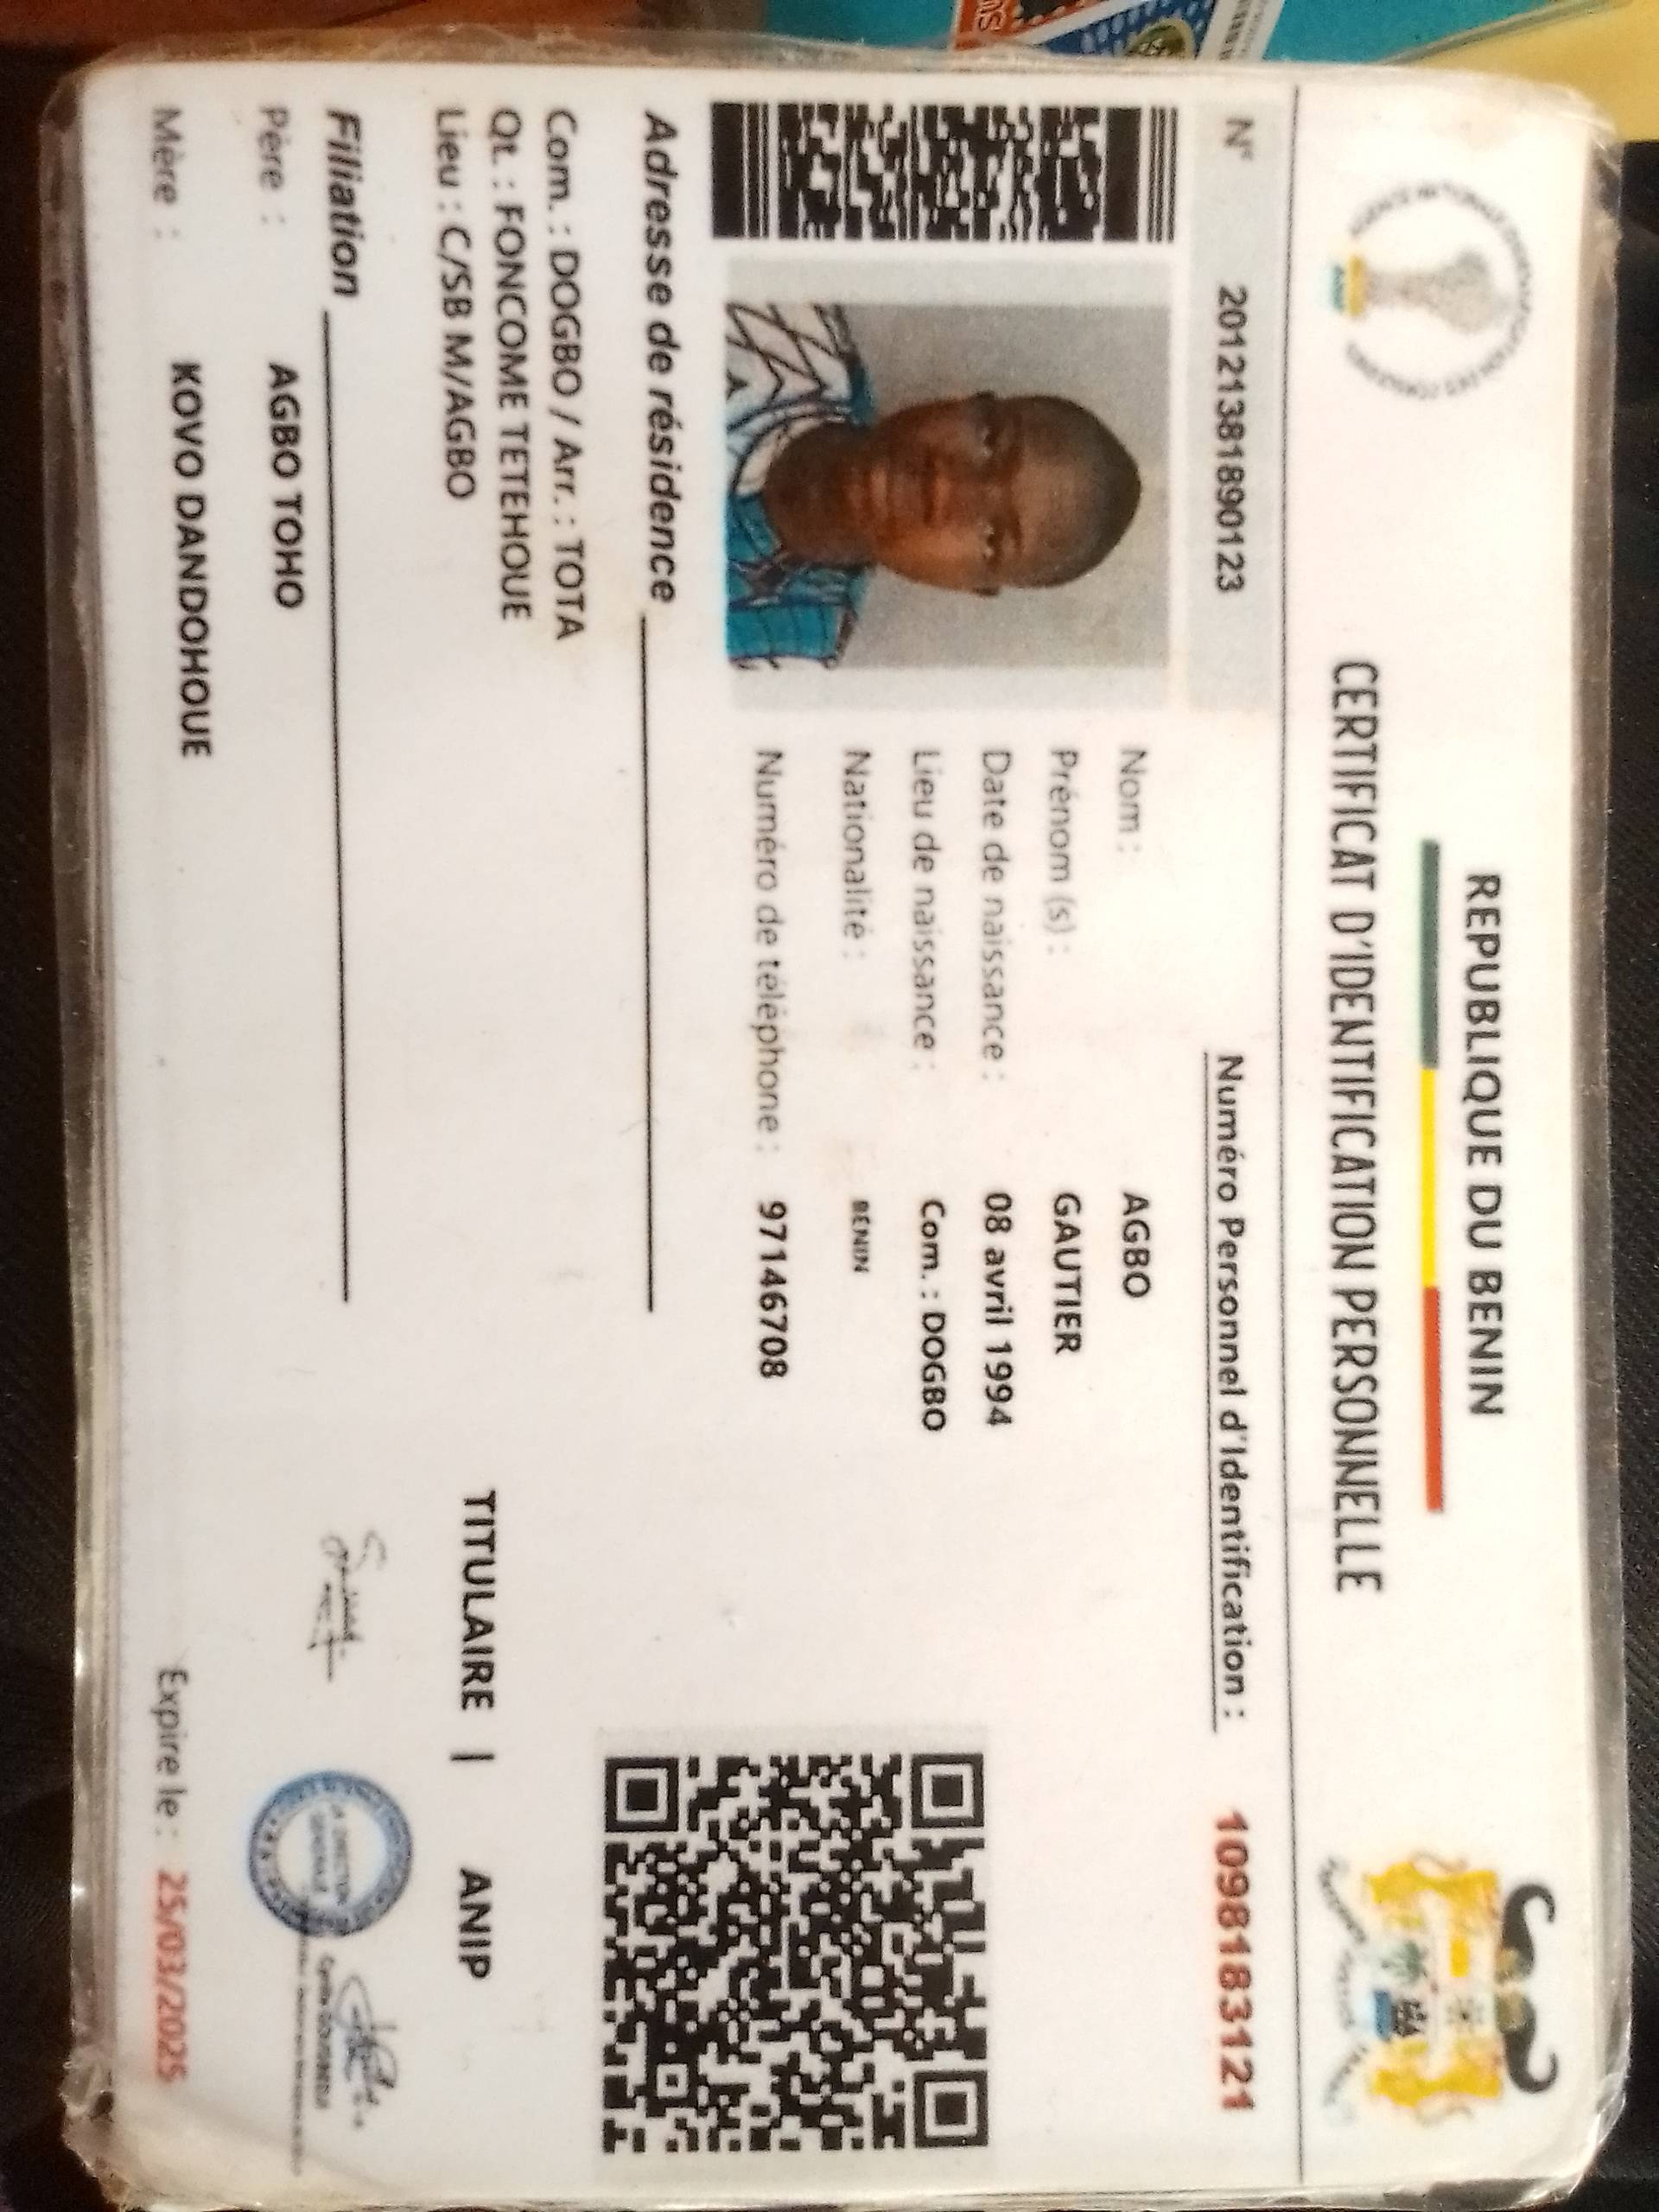 REPUBLIQUE DU BENIN
CERTIFICAT D'IDENTIFICATION PERSONNELLE
N° 2012138189​0123
Numéro Personnel d'Identification : 1098183121
Nom : AGBO
Prénom (s) : GAUTIER
Date de naissance : 08 avril 1994
Lieu de naissance : Com. : DOGBO
Nationalité : BENIN
Numéro de téléphone : 97146708
Adresse de résidence
Com. : DOGBO / Arr. : TOTA
Qt. : FONCOME TETEHOUE
Lieu : C/SB M/AGBO
TITULAIRE | ANIP
Filiation
Père : AGBO TOHO
Mère : KOVO DANDOHOUE
Expire le : 25/03/2025